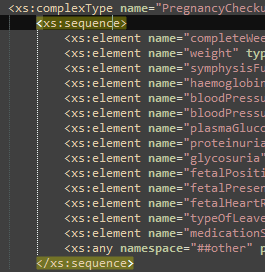 <xs:complexType name="PregnancyChecku
<xs:sequence>
<xs:element name="completeWee
<xs:element name="weight" typ
<xs:element name="symphysisFu
<xs:element name="haemoglobin
<xs:element name="bloodPressu
<xs:element name="bloodPressu
<xs:element name="plasmaGluco
<xs:element name="proteinuria
<xs:element name="glycosuria"
<xs:element name="fetalPositi
<xs:element name="fetalPresen
<xs:element name="fetalHeartR
<xs:element name="typeOfLeave
<xs:element name="medicationS
<xs:any namespace="##other" p
</xs:sequence>